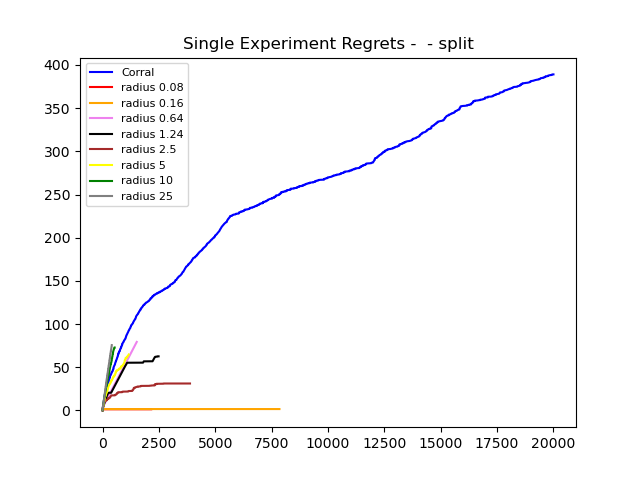 Single Experiment Regrets -  - split
400
350
300
250
200
150
100
50
0
Corral
radius 0.08
radius 0.16
radius 0.64
radius 1.24
radius 2.5
radius 5
radius 10
radius 25
0 2500 5000 7500 10000 12500 15000 17500 20000